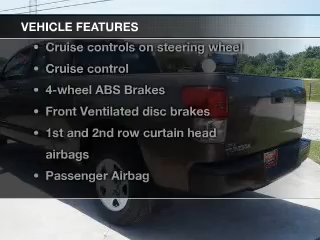 VEHICLE FEATURES
• Cruise controls on steering wheel
• Cruise control
• 4-wheel ABS Brakes
• Front Ventilated disc brakes
• 1st and 2nd row curtain head
airbags
• Passenger Airbag
TUNDRA